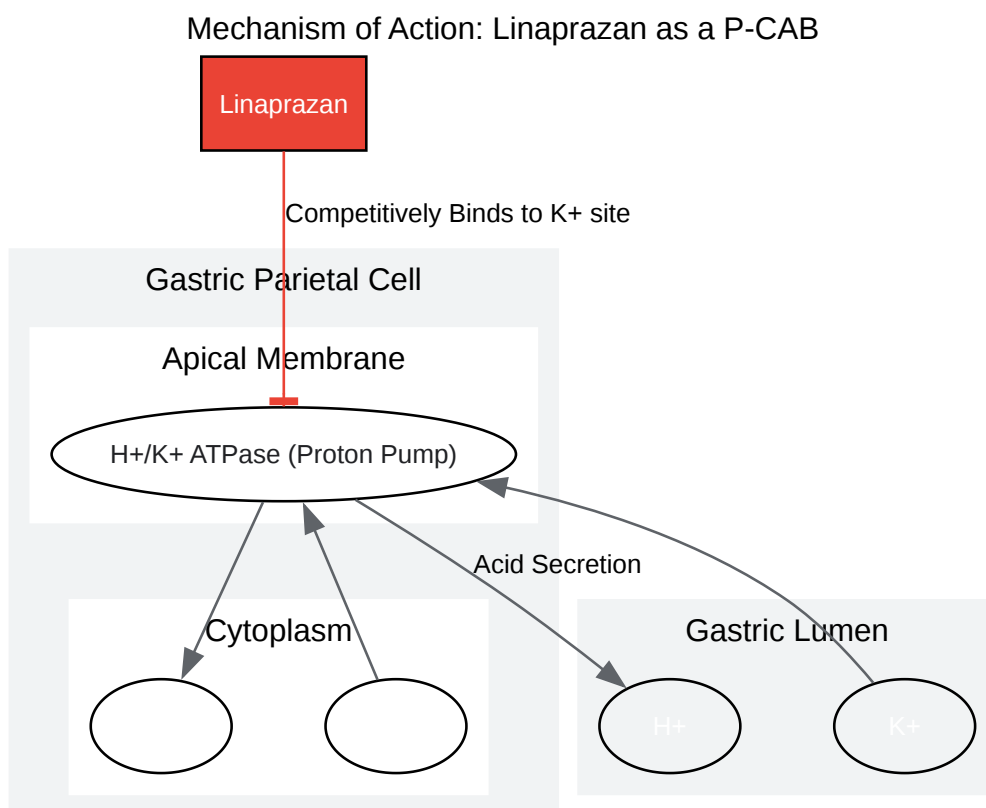 Mechanism of Action: Linaprazan as a P-CAB
Linaprazan
Competitively Binds to K+ site
Gastric Parietal Cell
Apical Membrane
H+/K+ ATPase (Proton Pump)
Acid Secretion
Cytoplasm
Gastric Lumen
H+
K+